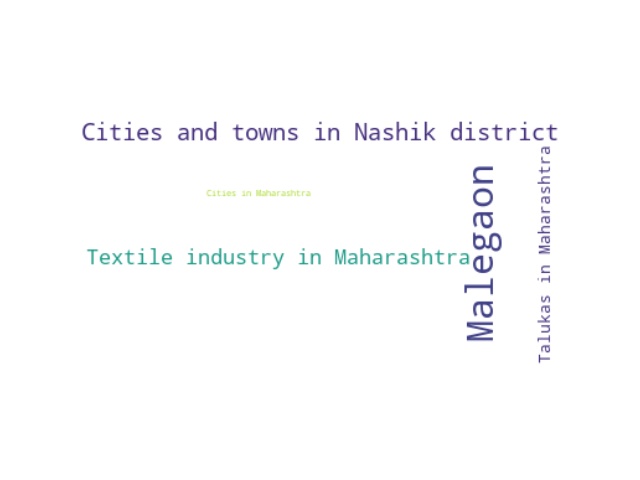 Cities and towns in Nashik district
Cities in Maharashtra
Textile industry in Maharashtra
Malegaon
Talukas in Maharashtra